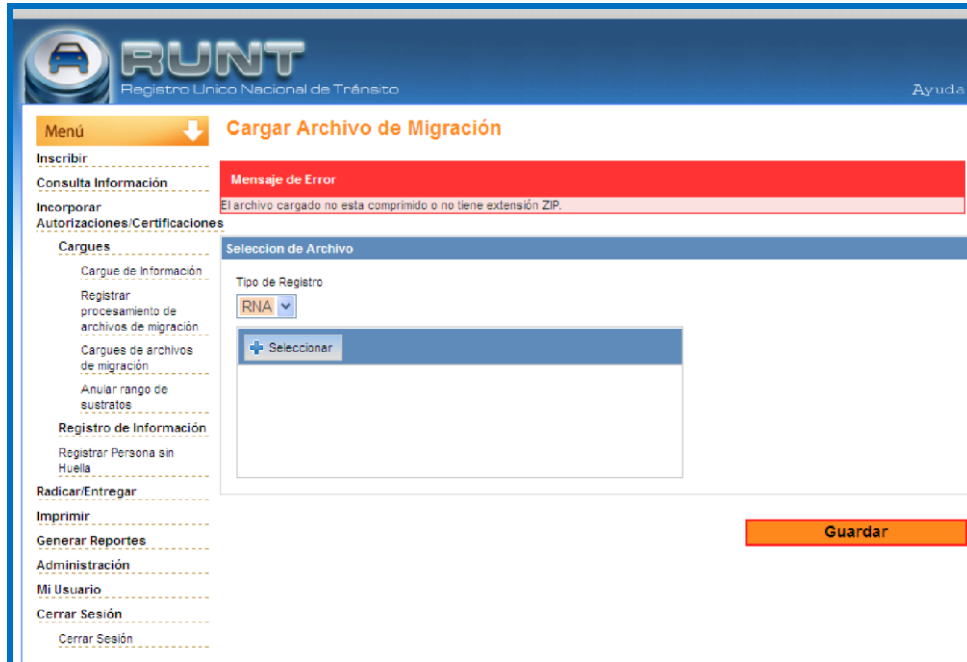 RUNT
Registro Unico Nacional de Tránsito
Ayuda
Menú
Inscribir
Consulta Información
Incorporar
Autorizaciones/Certificaciones
Cargues
Cargue de Información
Registrar
procesamiento de
archivos de migración
Cargues de archivos
de migración
Anular rango de
sustratos
Registro de Información
Registrar Persona sin
Huella
Radicar/Entregar
Imprimir
Generar Reportes
Administración
Mi Usuario
Cerrar Sesión
Cerrar Sesión
Cargar Archivo de Migración
Mensaje de Error
El archivo cargado no esta comprimido o no tiene extensión ZIP.
Seleccion de Archivo
Tipo de Registro
RNA
Seleccionar
Guardar